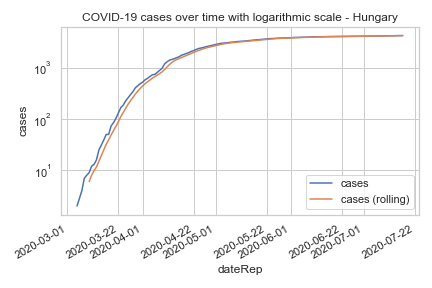 COVID-19 cases over time with logarithmic scale - Hungary
cases
10³
10²
10¹
cases
cases (rolling)
2020-03-01
2020-03-22
2020-04-01
2020-04-22
2020-05-01
2020-05-22
2020-06-01
2020-06-22
2020-07-01
2020-07-22
dateRep